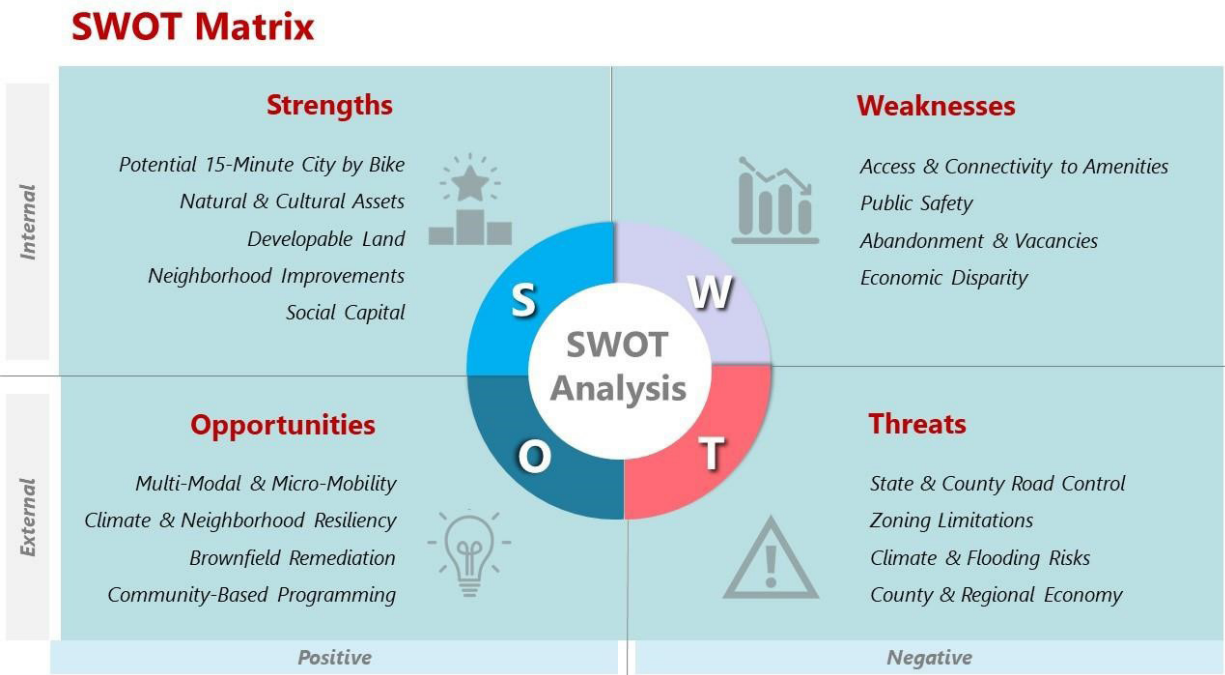 SWOT Matrix
Internal
Strengths
Potential 15-Minute City by Bike
Natural & Cultural Assets
Developable Land
Neighborhood Improvements
Social Capital
Weaknesses
Access & Connectivity to Amenities
Public Safety
Abandonment & Vacancies
Economic Disparity
S
W
SWOT
Analysis
O
T
External
Opportunities
Multi-Modal & Micro-Mobility
Climate & Neighborhood Resiliency
Brownfield Remediation
Community-Based Programming
Threats
State & County Road Control
Zoning Limitations
Climate & Flooding Risks
County & Regional Economy
Positive
Negative